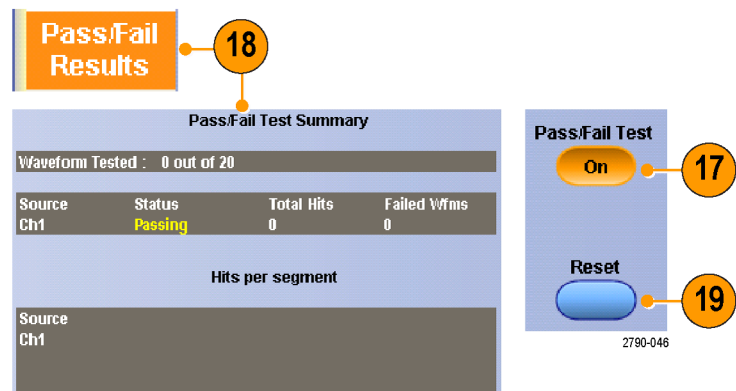 Pass/Fail
Results
18
Pass/Fail Test Summary
Waveform Tested : 0 out of 20
Source Status Total Hits Failed Wfms
Ch1 Passing 0 0
Hits per segment
Source
Ch1
Pass/Fail Test
On
17
Reset
19
2790-046